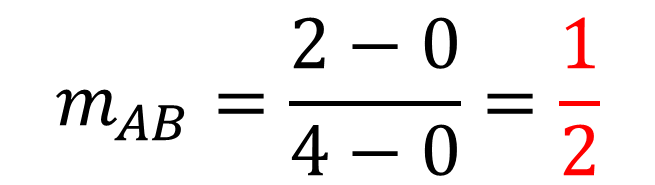 m_AB = (2 − 0)/(4 − 0) = 1/2